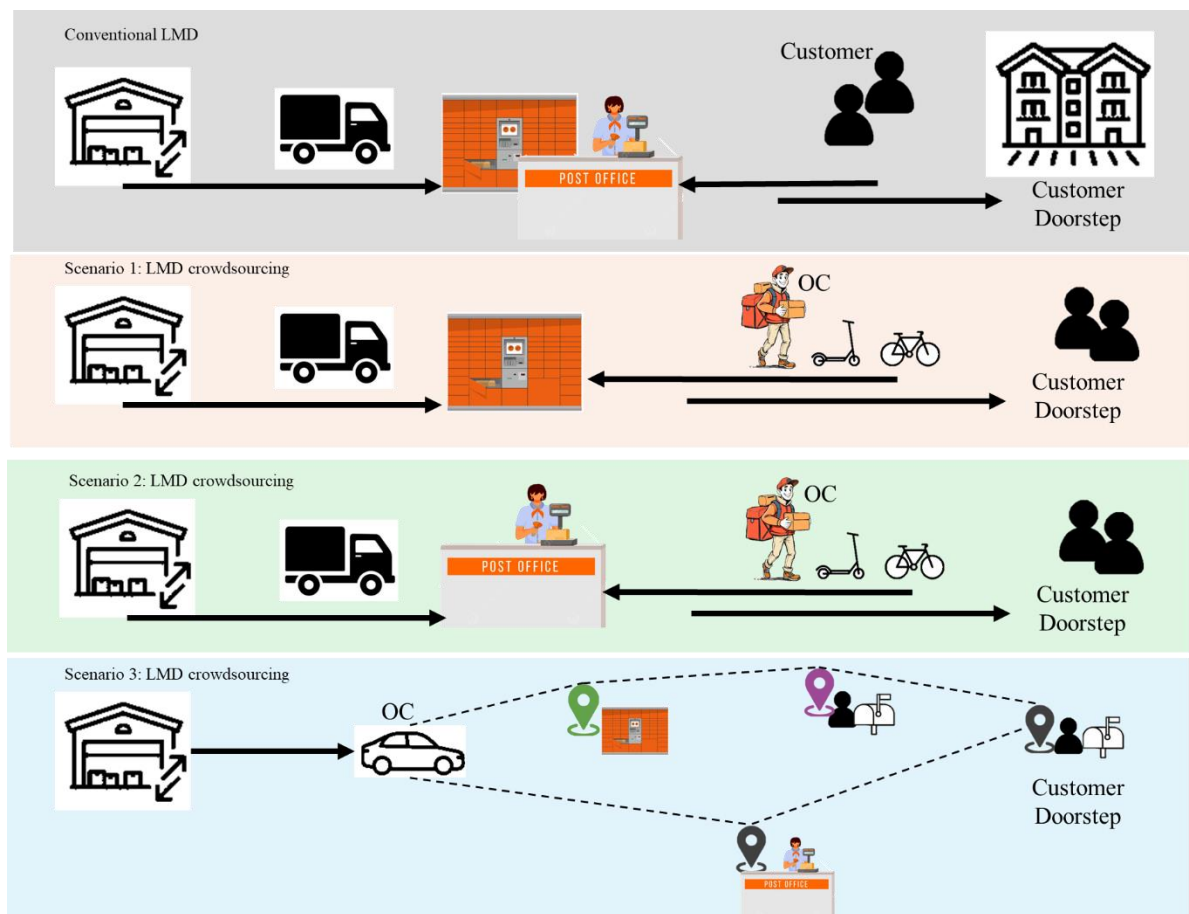 Conventional LMD
Customer
POST OFFICE
Customer
Doorstep
Scenario 1: LMD crowdsourcing
OC
Customer
Doorstep
Scenario 2: LMD crowdsourcing
OC
POST OFFICE
Customer
Doorstep
Scenario 3: LMD crowdsourcing
OC
Customer
Doorstep
POST OFFICE